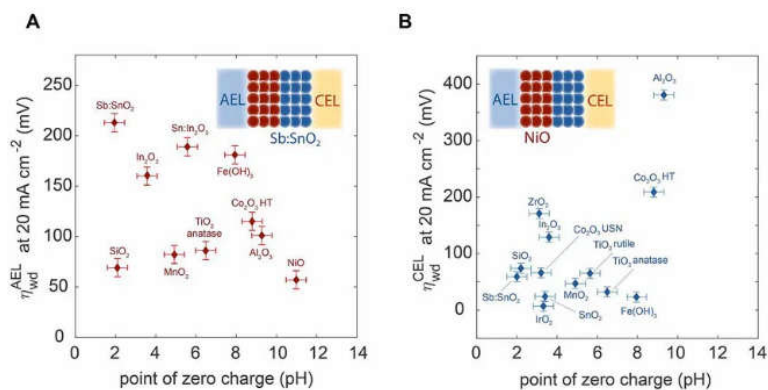 A
η_wd^AEL at 20 mA cm⁻² (mV)
250
200
150
100
50
0
Sb:SnO₂
In₂O₃
Sn:In₂O₃
Fe(OH)₃
SiO₂
MnO₂
TiO₂
anatase
Co₂O₃ HT
Al₂O₃
NiO
AEL
CEL
Sb:SnO₂
0 2 4 6 8 10 12 14
point of zero charge (pH)
B
η_wd^CEL at 20 mA cm⁻² (mV)
400
300
200
100
0
AEL
CEL
NiO
Al₂O₃
Co₂O₃ HT
ZrO₂
In₂O₃
Co₂O₃ USN
TiO₂ rutile
SiO₂
TiO₂ anatase
Sb:SnO₂
MnO₂
SnO₂
IrO₂
Fe(OH)₃
0 2 4 6 8 10 12 14
point of zero charge (pH)